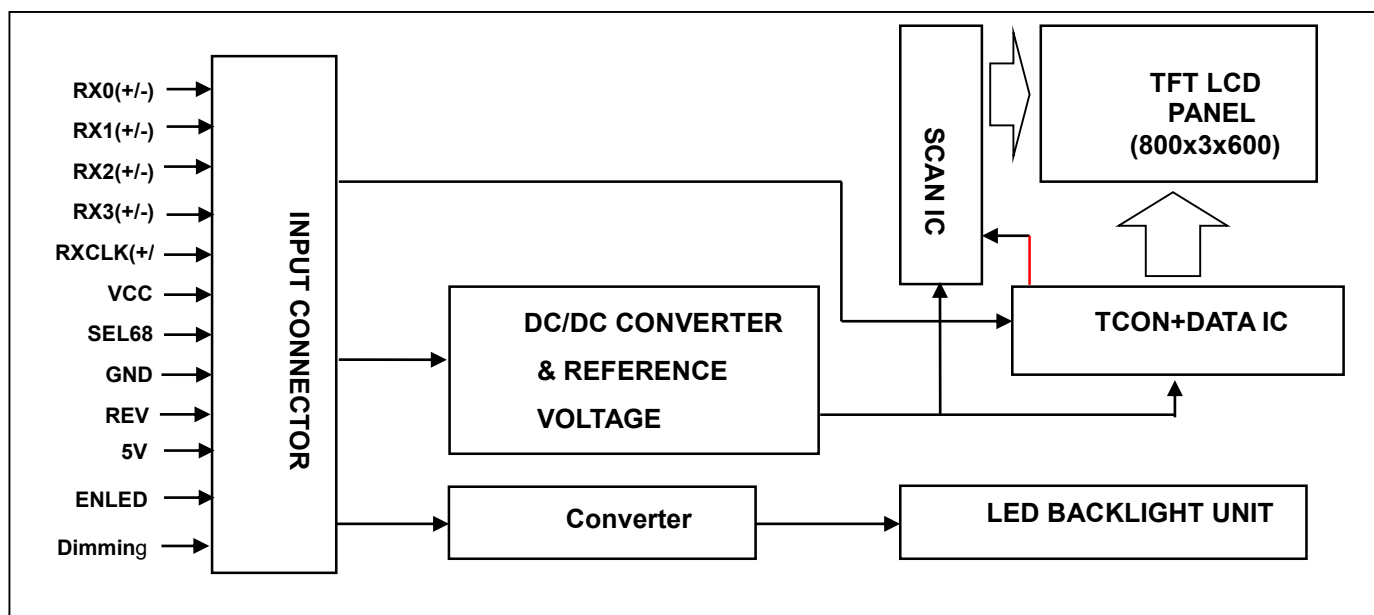 RX0(+/-)
RX1(+/-)
RX2(+/-)
RX3(+/-)
RXCLK(+/
VCC
SEL68
GND
REV
5V
ENLED
Dimming
INPUT CONNECTOR
DC/DC CONVERTER
& REFERENCE
VOLTAGE
Converter
SCAN IC
TFT LCD
PANEL
(800x3x600)
TCON+DATA IC
LED BACKLIGHT UNIT